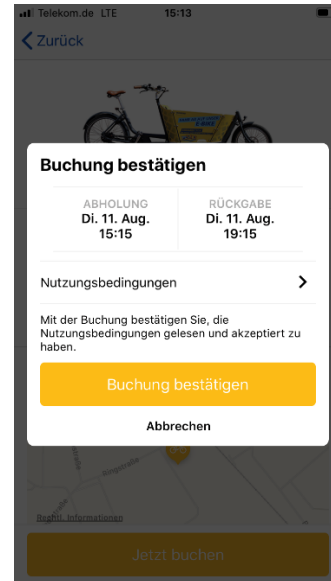 Telekom.de LTE 15:13
Zurück
Buchung bestätigen
ABHOLUNG
Di. 11. Aug.
15:15
RÜCKGABE
Di. 11. Aug.
19:15
Nutzungsbedingungen
Mit der Buchung bestätigen Sie, die
Nutzungsbedingungen gelesen und akzeptiert zu
haben.
Buchung bestätigen
Abbrechen
Ringstraße
Rechtl. Informationen
Jetzt buchen